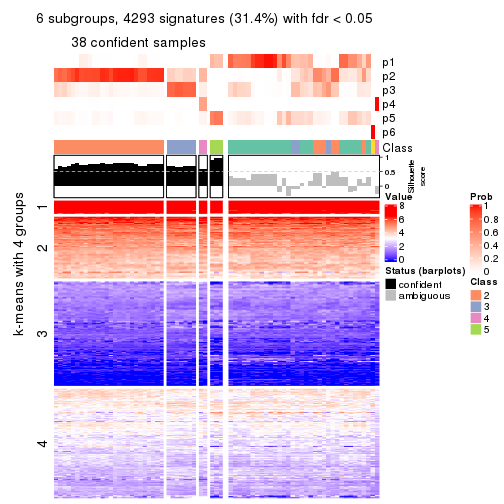 6 subgroups, 4293 signatures (31.4%) with fdr < 0.05
38 confident samples
p1
p2
p3
p4
p5
p6
Class
1
0.5
0
Silhouette
score
k-means with 4 groups
1
2
3
4
Value
8
6
4
2
0
Status (barplots)
confident
ambiguous
Prob
1
0.8
0.6
0.4
0.2
0
Class
2
3
4
5